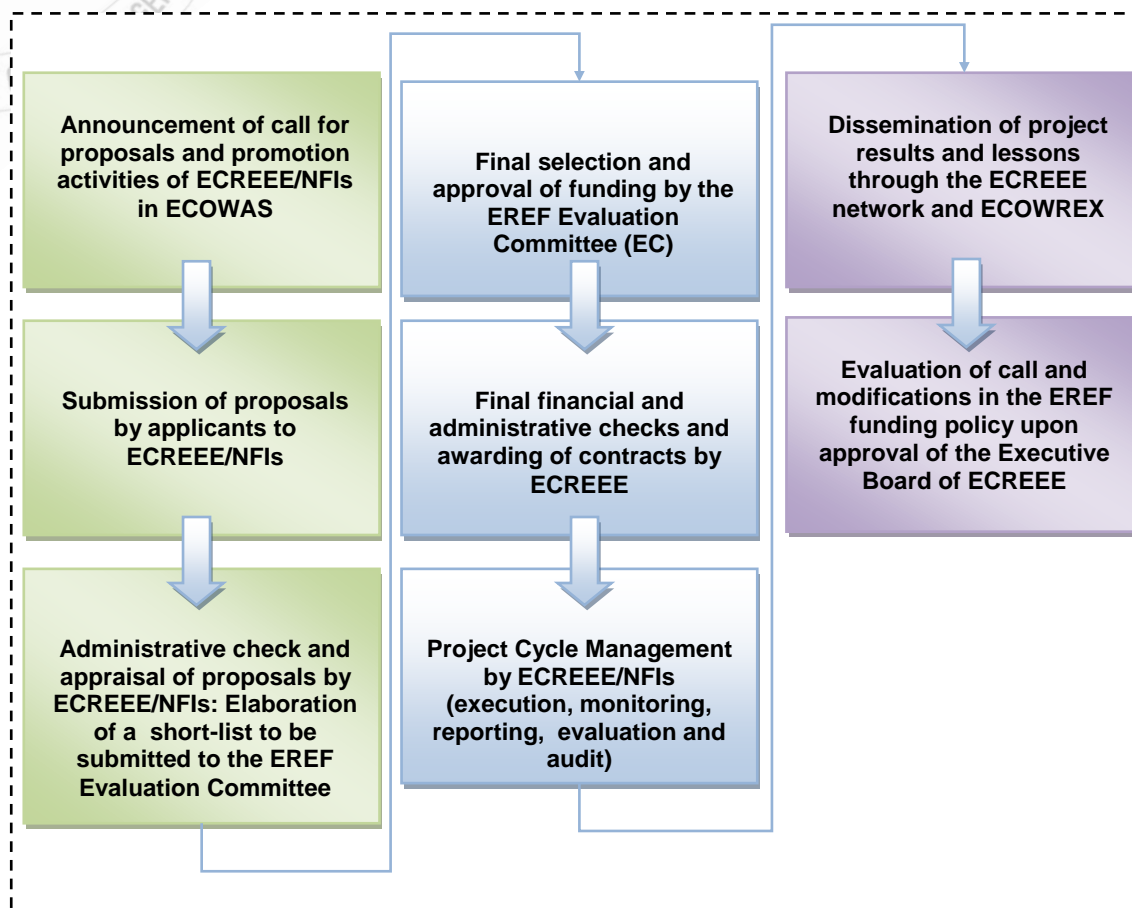 Announcement of call for
proposals and promotion
activities of ECREEE/NFIs
in ECOWAS
Submission of proposals
by applicants to
ECREEE/NFIs
Administrative check and
appraisal of proposals by
ECREEE/NFIs: Elaboration
of a short-list to be
submitted to the EREF
Evaluation Committee
Final selection and
approval of funding by the
EREF Evaluation
Committee (EC)
Final financial and
administrative checks and
awarding of contracts by
ECREEE
Project Cycle Management
by ECREEE/NFIs
(execution, monitoring,
reporting, evaluation and
audit)
Dissemination of project
results and lessons
through the ECREEE
network and ECOWREX
Evaluation of call and
modifications in the EREF
funding policy upon
approval of the Executive
Board of ECREEE